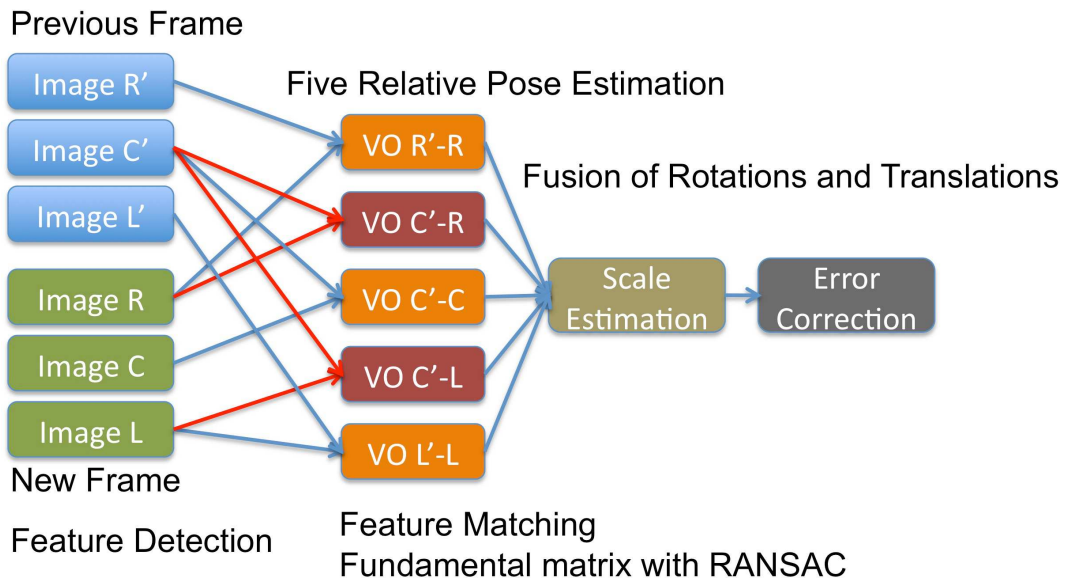 Previous Frame
Image R’
Image C’
Image L’
Image R
Image C
Image L
New Frame
Feature Detection
Five Relative Pose Estimation
VO R’-R
VO C’-R
VO C’-C
VO C’-L
VO L’-L
Feature Matching
Fundamental matrix with RANSAC
Fusion of Rotations and Translations
Scale
Estimation
Error
Correction